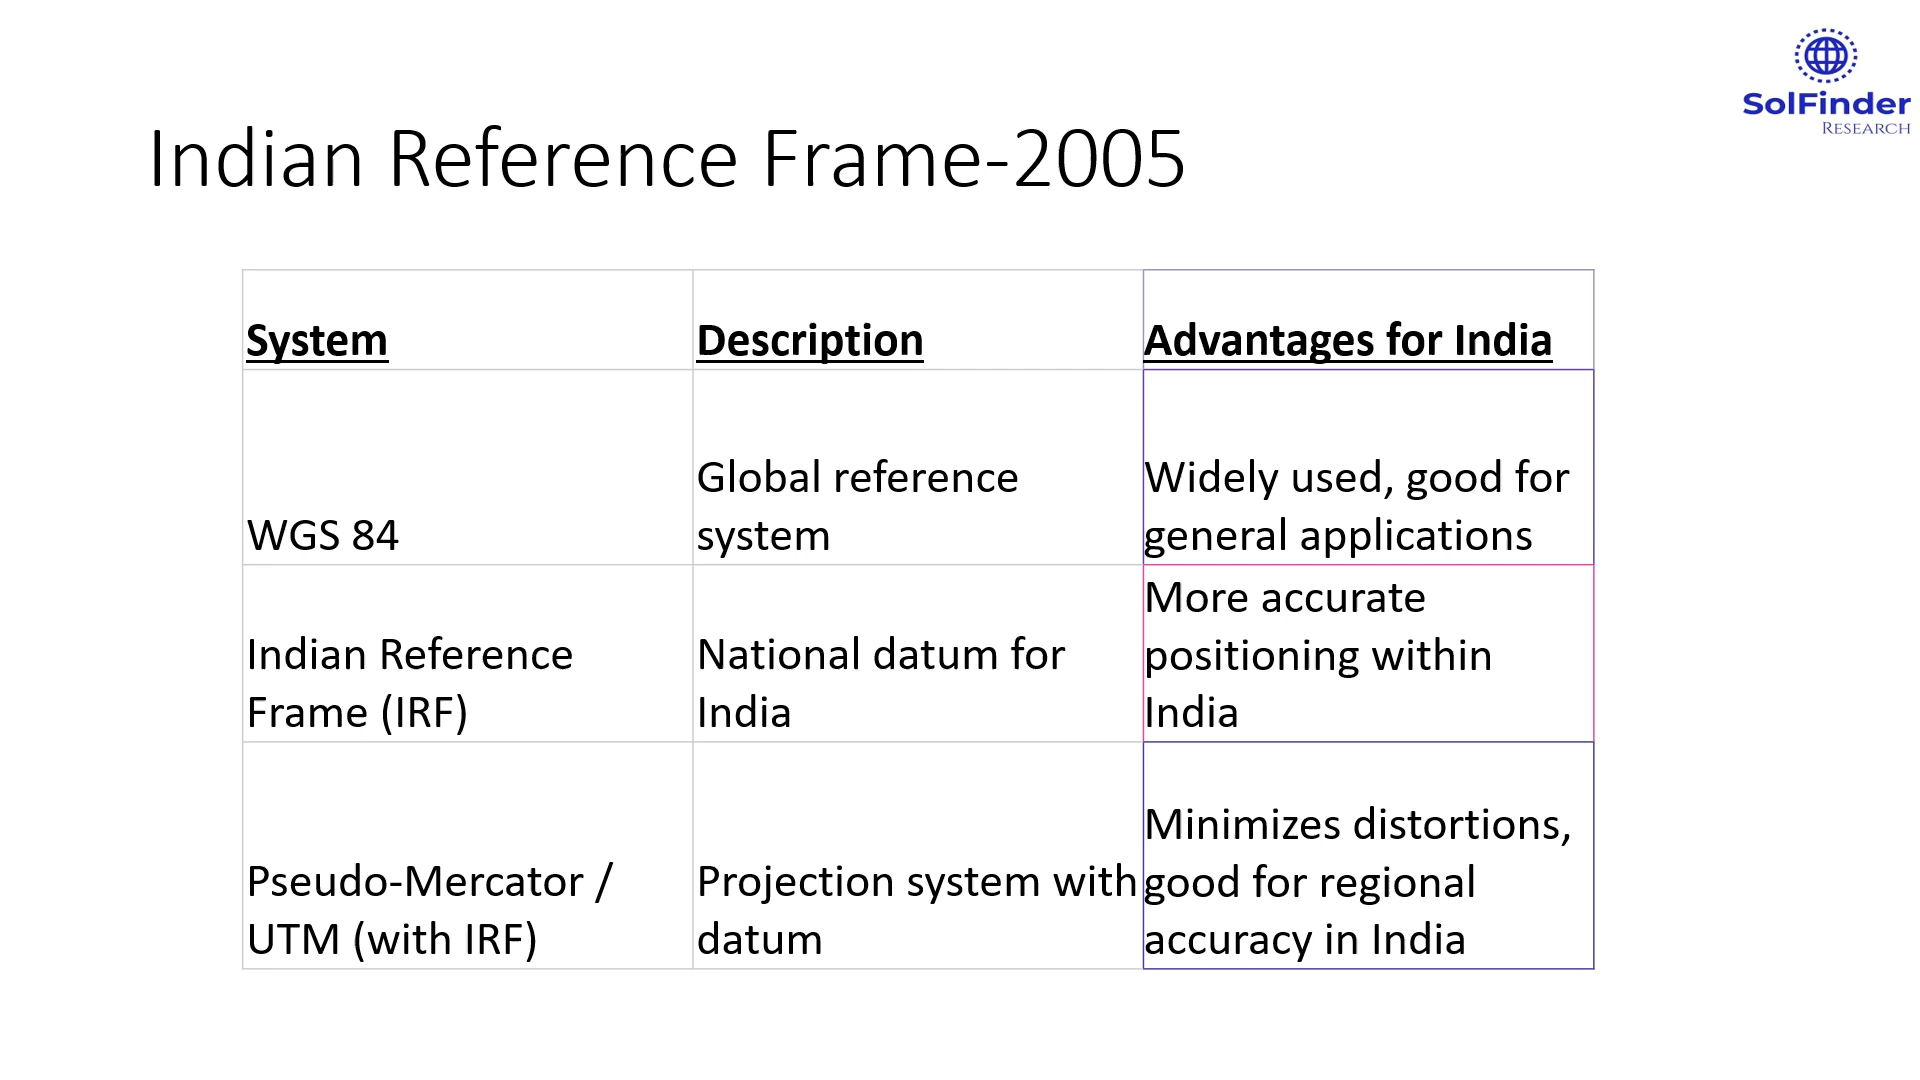 SolFinder
RESEARCH
Indian Reference Frame-2005
System
Description
Advantages for India
WGS 84
Global reference
system
Widely used, good for
general applications
Indian Reference
Frame (IRF)
National datum for
India
More accurate
positioning within
India
Pseudo-Mercator /
UTM (with IRF)
Projection system with
datum
Minimizes distortions,
good for regional
accuracy in India